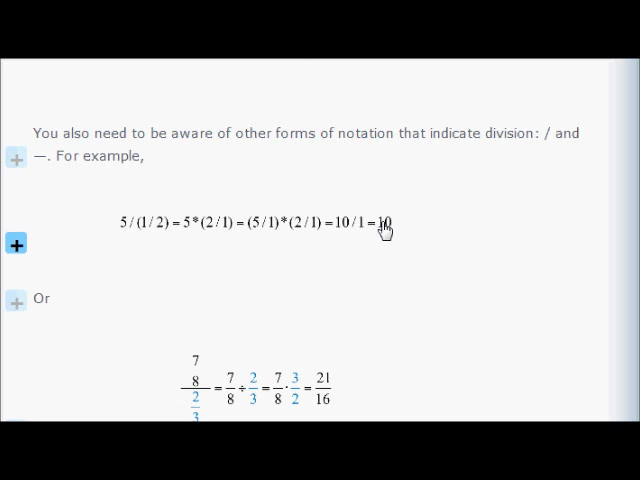 You also need to be aware of other forms of notation that indicate division: / and
—. For example,
5/(1/2) = 5*(2/1) = (5/1)*(2/1) = 10/1 = 10
Or
7
8
2
3
= 7/8 ÷ 2/3 = 7/8 · 3/2 = 21/16